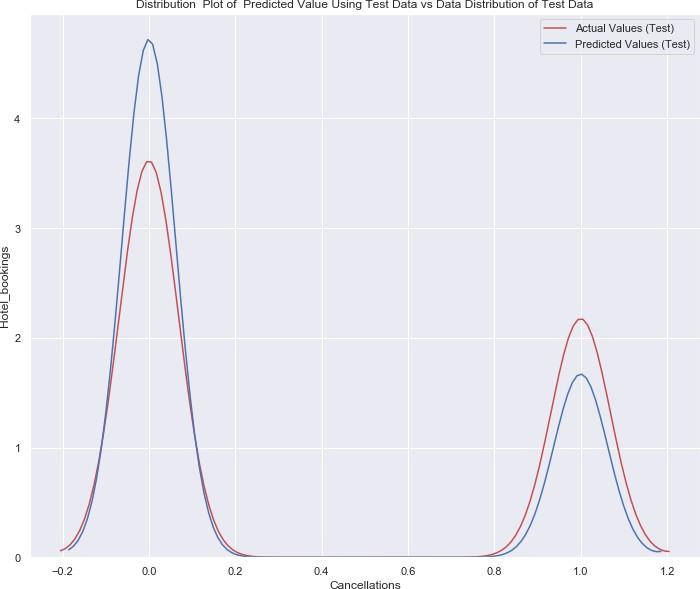 Distribution  Plot of  Predicted Value Using Test Data vs Data Distribution of Test Data
Actual Values (Test)
Predicted Values (Test)
4
3
2
1
0
Hotel_bookings
−0.2
0.0
0.2
0.4
0.6
0.8
1.0
1.2
Cancellations